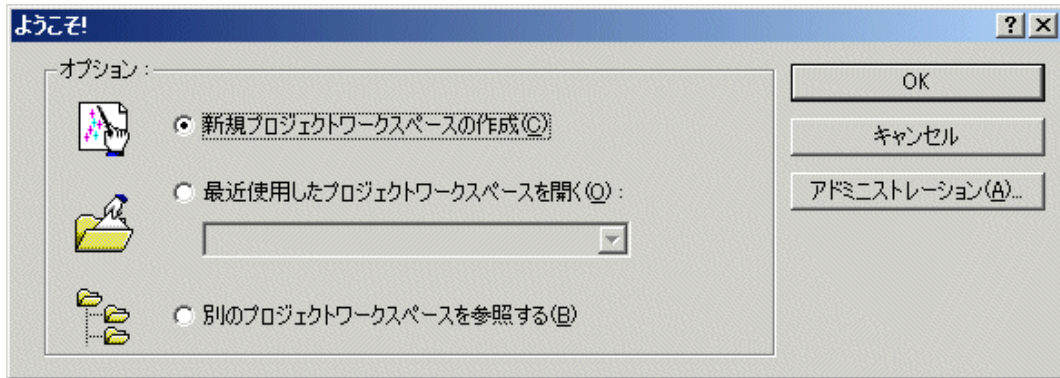 ようこそ!
オプション :
新規プロジェクトワークスペースの作成(C)
最近使用したプロジェクトワークスペースを開く(O) :
別のプロジェクトワークスペースを参照する(B)
OK
キャンセル
アドミニストレーション(A)...